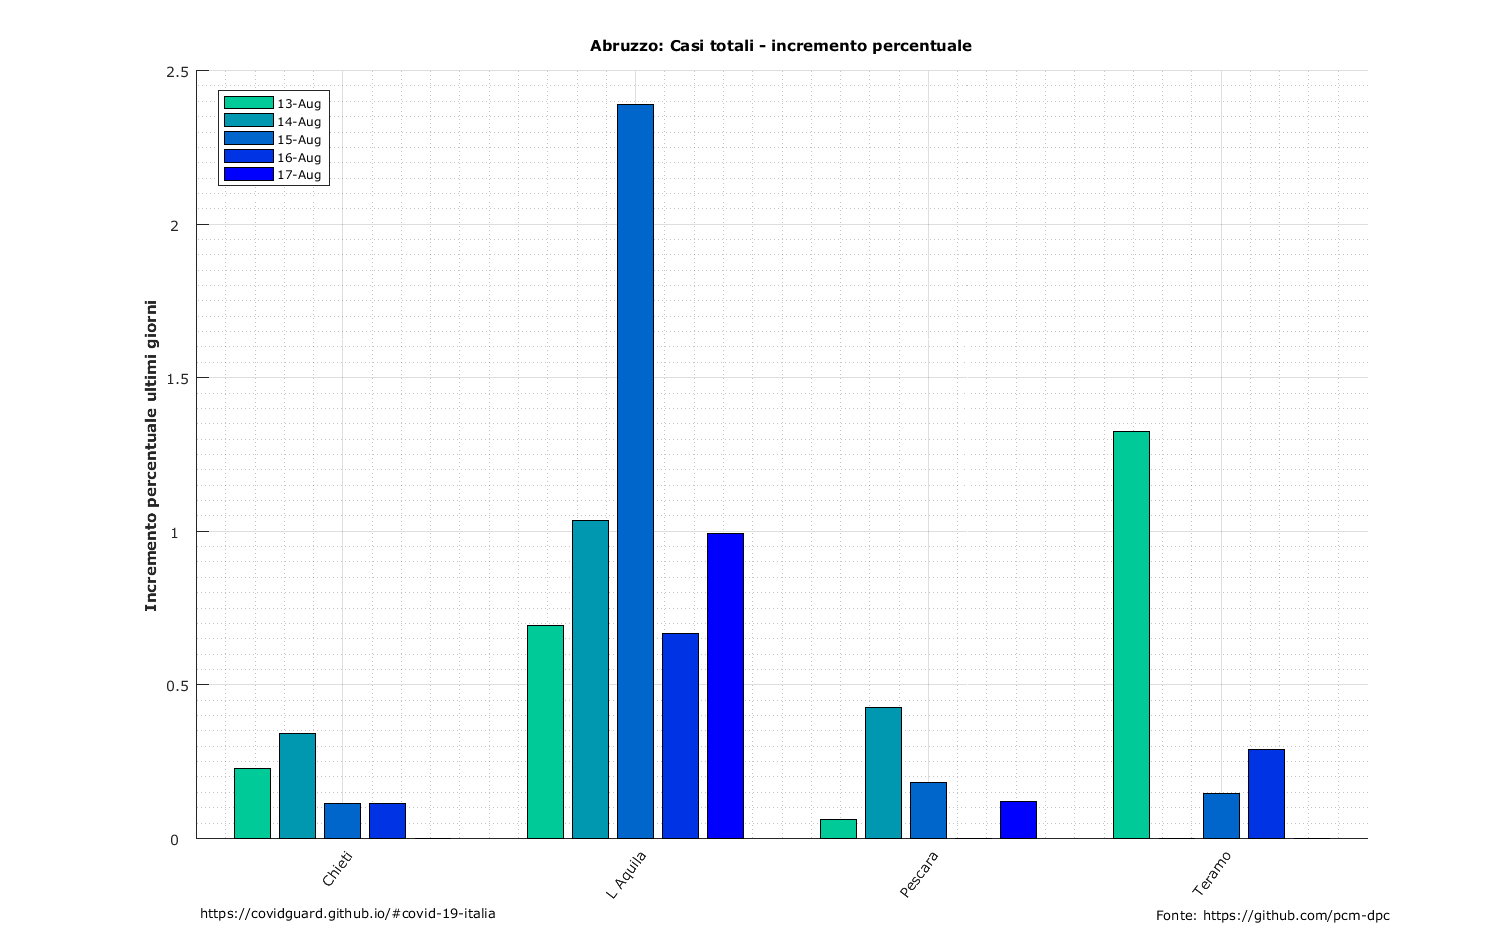 Abruzzo: Casi totali - incremento percentuale
2.5
13-Aug
14-Aug
15-Aug
16-Aug
17-Aug
2
1.5
1
0.5
0
Incremento percentuale ultimi giorni
Chieti
L Aquila
Pescara
Teramo
https://covidguard.github.io/#covid-19-italia
Fonte: https://github.com/pcm-dpc